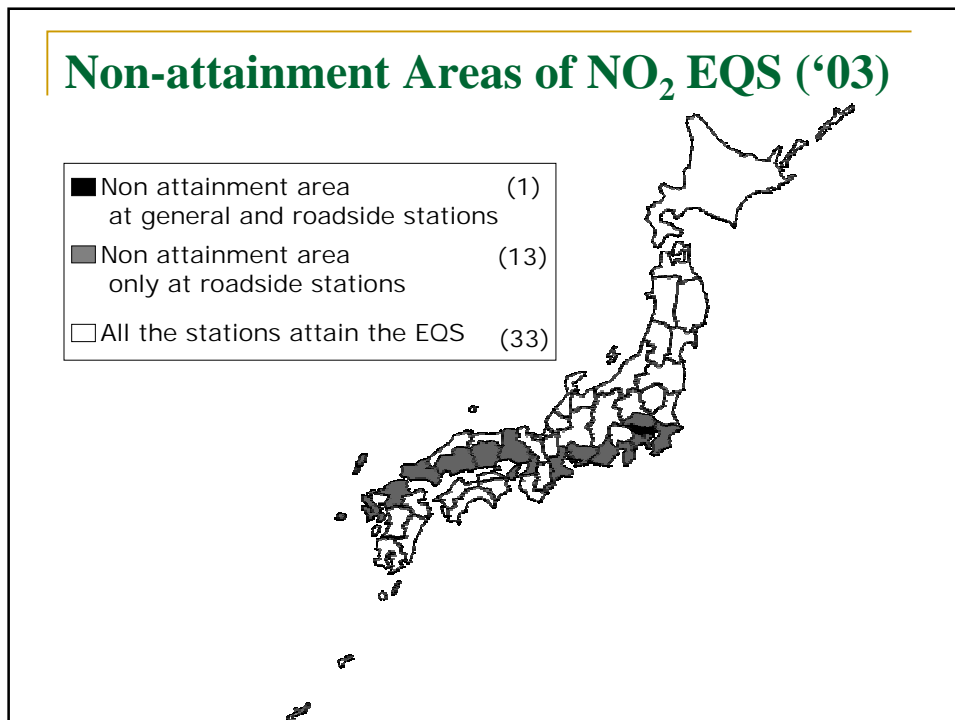 Non-attainment Areas of NO₂ EQS (‘03)
Non attainment area (1)
at general and roadside stations
Non attainment area (13)
only at roadside stations
All the stations attain the EQS (33)